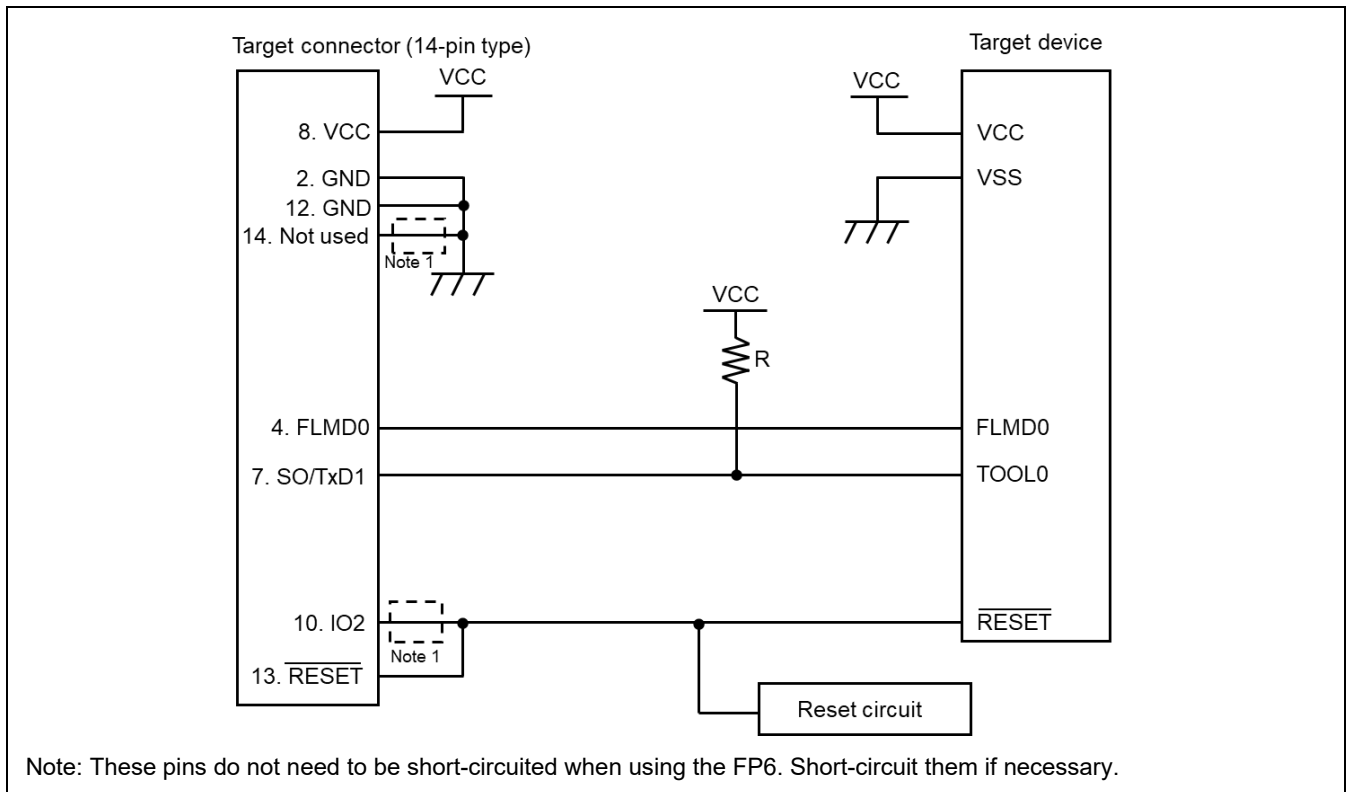 Target connector (14-pin type)
Target device
VCC
VCC
8. VCC
VCC
2. GND
VSS
12. GND
14. Not used
Note 1
VCC
R
4. FLMD0
FLMD0
7. SO/TxD1
TOOL0
10. IO2
RESET
Note 1
13. RESET
Reset circuit
Note: These pins do not need to be short-circuited when using the FP6. Short-circuit them if necessary.